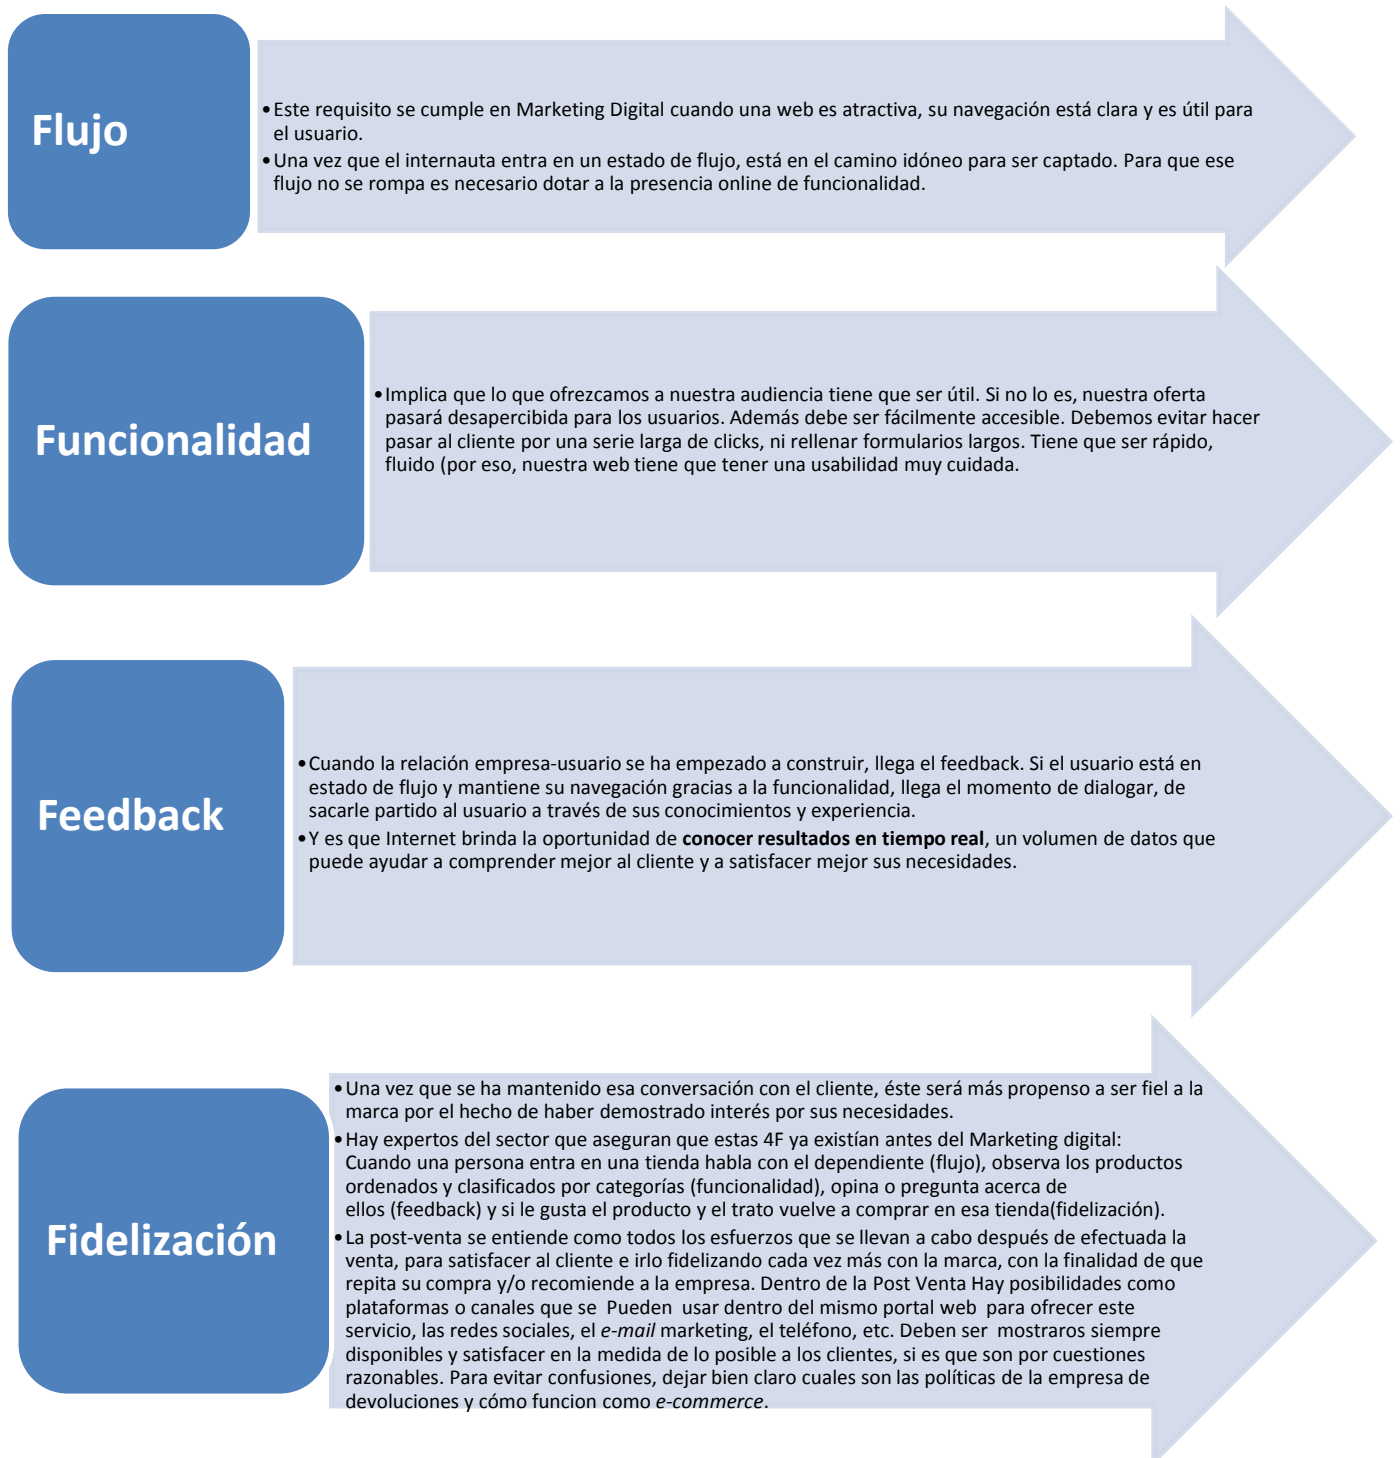 Flujo
•Este requisito se cumple en Marketing Digital cuando una web es atractiva, su navegación está clara y es útil para
el usuario.
•Una vez que el internauta entra en un estado de flujo, está en el camino idóneo para ser captado. Para que ese
flujo no se rompa es necesario dotar a la presencia online de funcionalidad.
Funcionalidad
•Implica que lo que ofrezcamos a nuestra audiencia tiene que ser útil. Si no lo es, nuestra oferta
pasará desapercibida para los usuarios. Además debe ser fácilmente accesible. Debemos evitar hacer
pasar al cliente por una serie larga de clicks, ni rellenar formularios largos. Tiene que ser rápido,
fluido (por eso, nuestra web tiene que tener una usabilidad muy cuidada.
Feedback
•Cuando la relación empresa-usuario se ha empezado a construir, llega el feedback. Si el usuario está en
estado de flujo y mantiene su navegación gracias a la funcionalidad, llega el momento de dialogar, de
sacarle partido al usuario a través de sus conocimientos y experiencia.
•Y es que Internet brinda la oportunidad de conocer resultados en tiempo real, un volumen de datos que
puede ayudar a comprender mejor al cliente y a satisfacer mejor sus necesidades.
Fidelización
•Una vez que se ha mantenido esa conversación con el cliente, éste será más propenso a ser fiel a la
marca por el hecho de haber demostrado interés por sus necesidades.
•Hay expertos del sector que aseguran que estas 4F ya existían antes del Marketing digital:
Cuando una persona entra en una tienda habla con el dependiente (flujo), observa los productos
ordenados y clasificados por categorías (funcionalidad), opina o pregunta acerca de
ellos (feedback) y si le gusta el producto y el trato vuelve a comprar en esa tienda(fidelización).
•La post-venta se entiende como todos los esfuerzos que se llevan a cabo después de efectuada la
venta, para satisfacer al cliente e irlo fidelizando cada vez más con la marca, con la finalidad de que
repita su compra y/o recomiende a la empresa. Dentro de la Post Venta Hay posibilidades como
plataformas o canales que se Pueden usar dentro del mismo portal web para ofrecer este
servicio, las redes sociales, el e-mail marketing, el teléfono, etc. Deben ser mostraros siempre
disponibles y satisfacer en la medida de lo posible a los clientes, si es que son por cuestiones
razonables. Para evitar confusiones, dejar bien claro cuales son las políticas de la empresa de
devoluciones y cómo funcion como e-commerce.